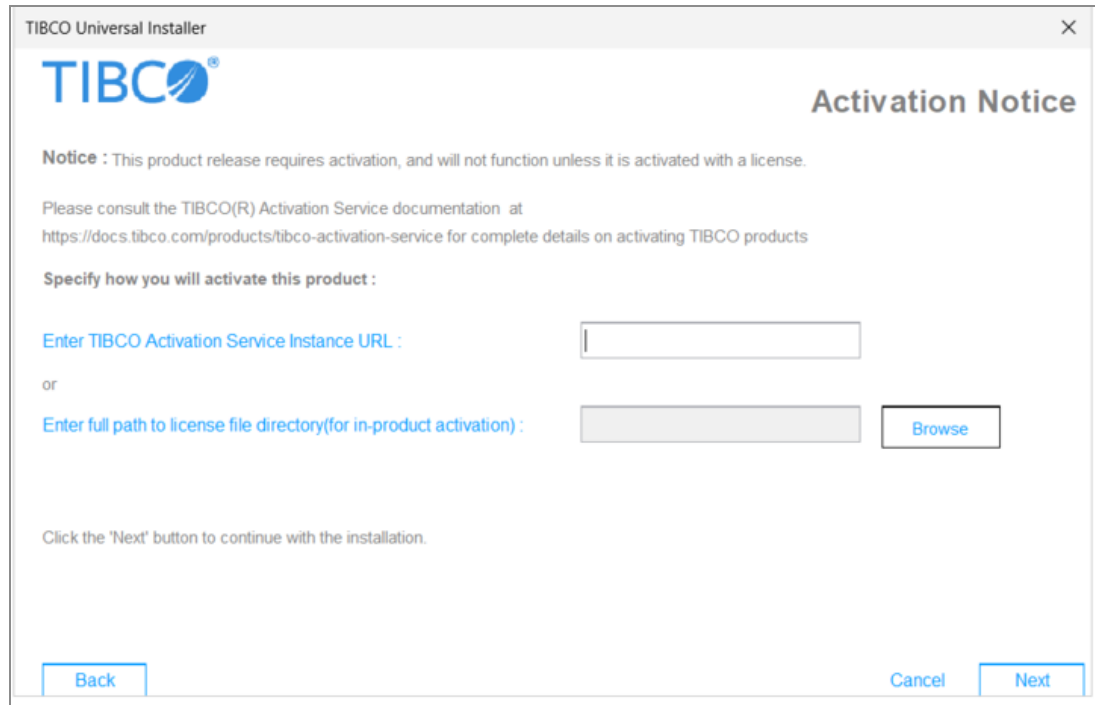 TIBCO Universal Installer
TIBCO®
Activation Notice
Notice : This product release requires activation, and will not function unless it is activated with a license.
Please consult the TIBCO(R) Activation Service documentation at
https://docs.tibco.com/products/tibco-activation-service for complete details on activating TIBCO products
Specify how you will activate this product :
Enter TIBCO Activation Service Instance URL :
or
Enter full path to license file directory(for in-product activation) :
Browse
Click the 'Next' button to continue with the installation.
Back
Cancel
Next